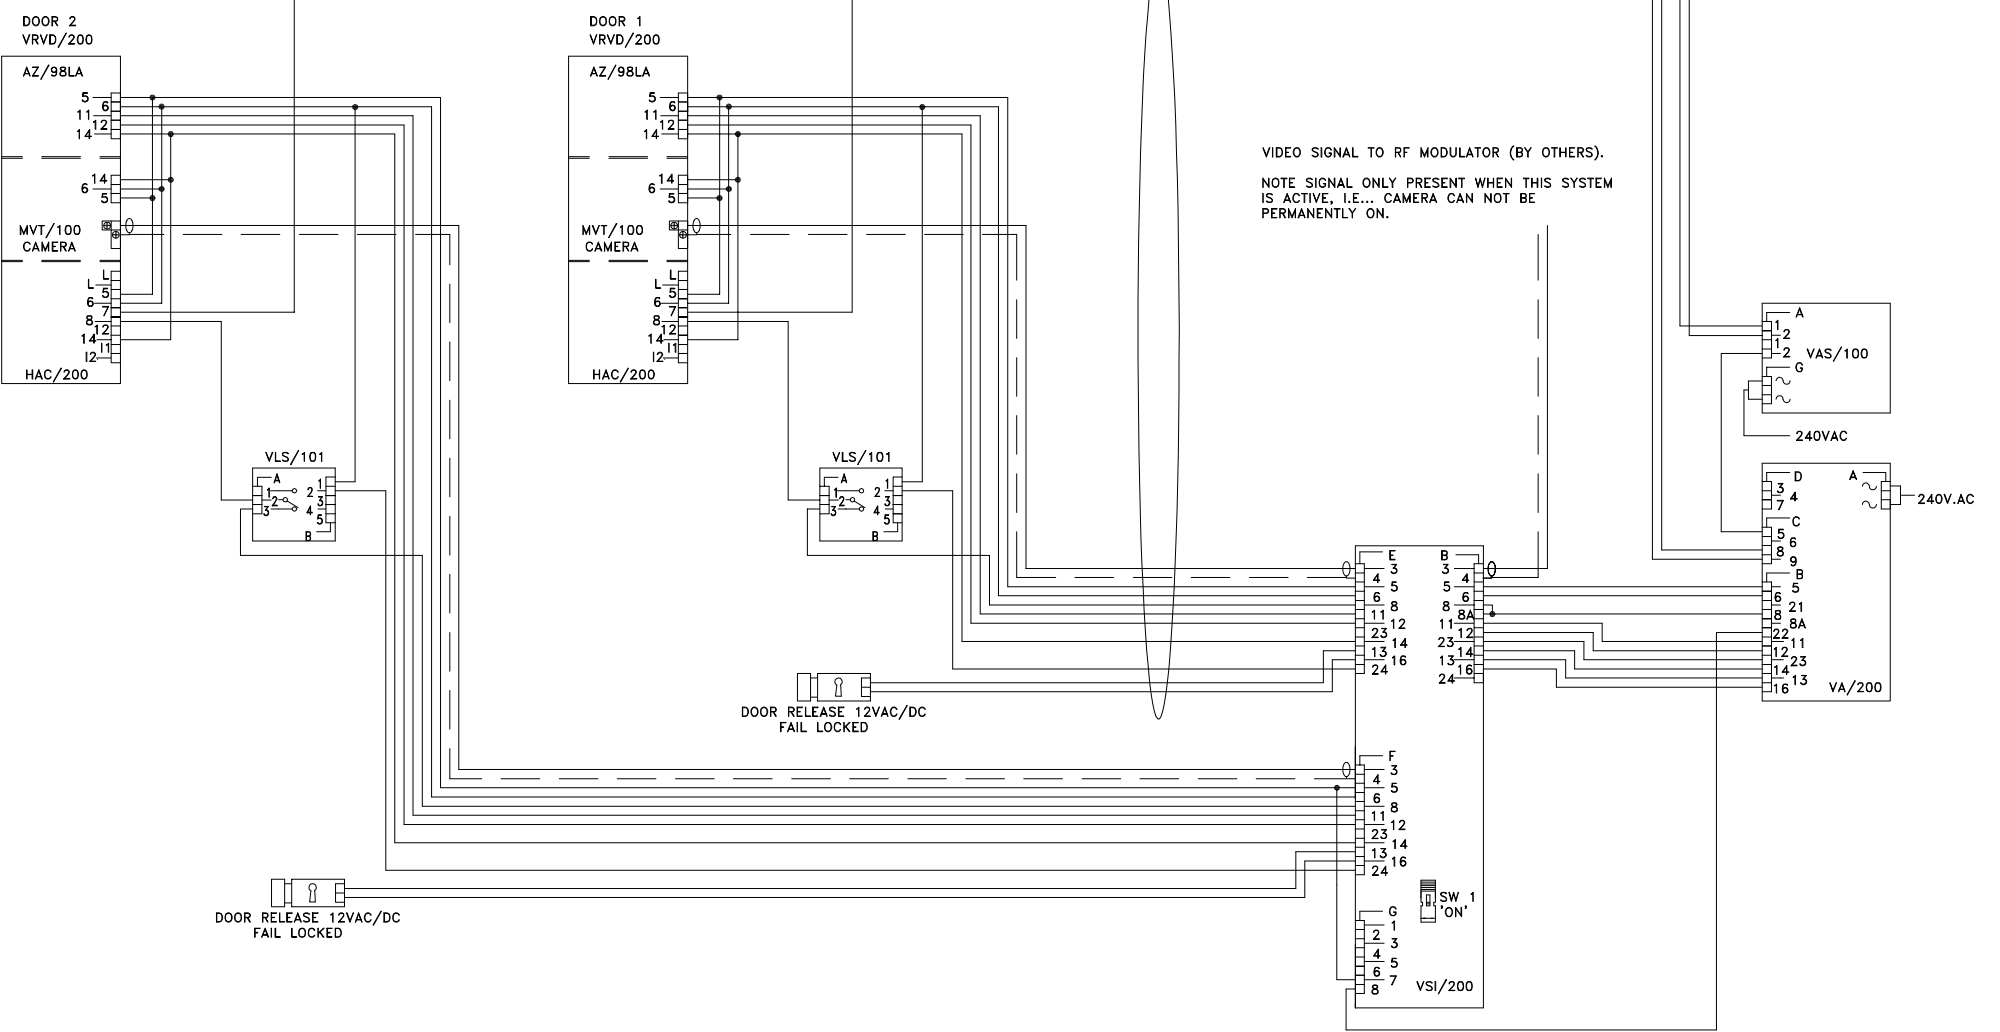 DOOR 2
VRVD/200
AZ/98LA
5
6
11
12
14
14
6
5
MVT/100
CAMERA
L
L
5
6
7
8
12
14
I1
I2
HAC/200
VLS/101
A
1
2
3
1
2
3
4
5
B
DOOR RELEASE 12VAC/DC
FAIL LOCKED
DOOR 1
VRVD/200
AZ/98LA
5
6
11
12
14
14
6
5
MVT/100
CAMERA
L
L
5
6
7
8
12
14
I1
I2
HAC/200
VLS/101
A
1
2
3
1
2
3
4
5
B
DOOR RELEASE 12VAC/DC
FAIL LOCKED
VIDEO SIGNAL TO RF MODULATOR (BY OTHERS).
NOTE SIGNAL ONLY PRESENT WHEN THIS SYSTEM
IS ACTIVE, I.E... CAMERA CAN NOT BE
PERMANENTLY ON.
E
3
4
5
6
8
11
12
23
14
13
16
24
B
3
4
5
6
8
8A
11
12
23
14
13
16
24
F
3
4
5
6
8
11
12
23
14
13
16
24
SW 1
'ON'
G
1
2
3
4
5
6
7
8
VSI/200
A
1
2
1
2
VAS/100
G
240VAC
D
3
4
7
A
240V.AC
C
5
6
8
9
B
5
6
21
8
8A
22
11
12
23
14
13
16
VA/200